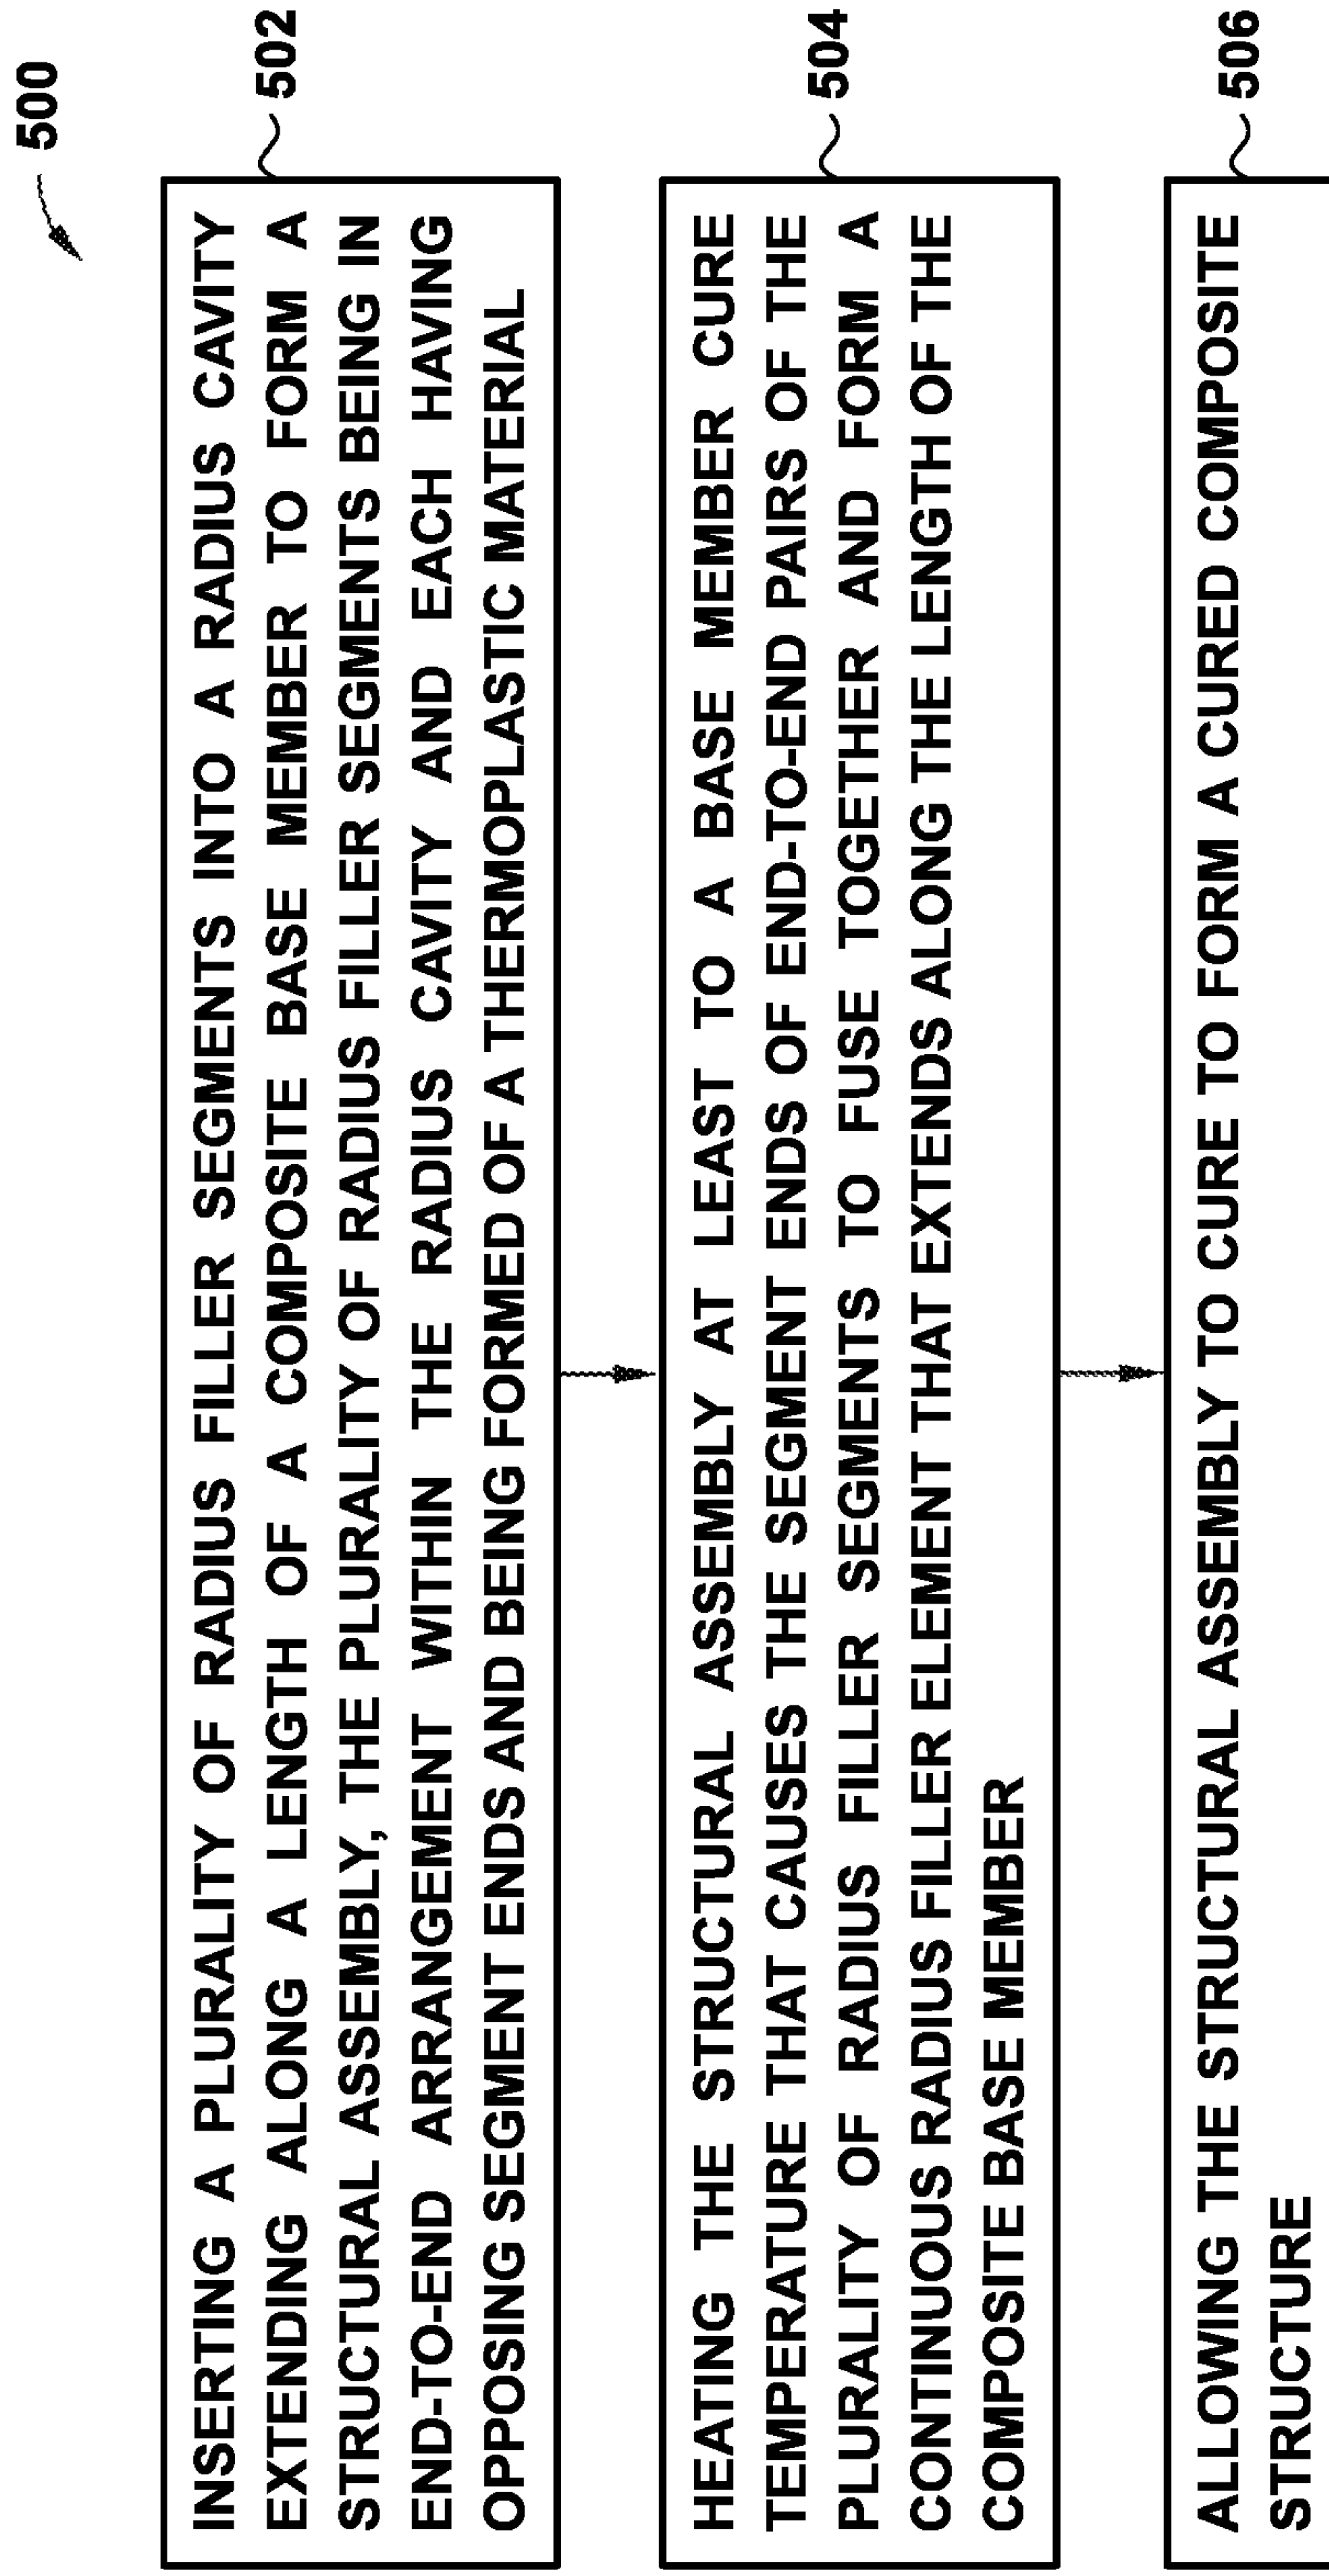 500
502
INSERTING A PLURALITY OF RADIUS FILLER SEGMENTS INTO A RADIUS CAVITY
EXTENDING ALONG A LENGTH OF A COMPOSITE BASE MEMBER TO FORM A
STRUCTURAL ASSEMBLY, THE PLURALITY OF RADIUS FILLER SEGMENTS BEING IN
END-TO-END ARRANGEMENT WITHIN THE RADIUS CAVITY AND EACH HAVING
OPPOSING SEGMENT ENDS AND BEING FORMED OF A THERMOPLASTIC MATERIAL
504
HEATING THE STRUCTURAL ASSEMBLY AT LEAST TO A BASE MEMBER CURE
TEMPERATURE THAT CAUSES THE SEGMENT ENDS OF END-TO-END PAIRS OF THE
PLURALITY OF RADIUS FILLER SEGMENTS TO FUSE TOGETHER AND FORM A
CONTINUOUS RADIUS FILLER ELEMENT THAT EXTENDS ALONG THE LENGTH OF THE
COMPOSITE BASE MEMBER
506
ALLOWING THE STRUCTURAL ASSEMBLY TO CURE TO FORM A CURED COMPOSITE
STRUCTURE